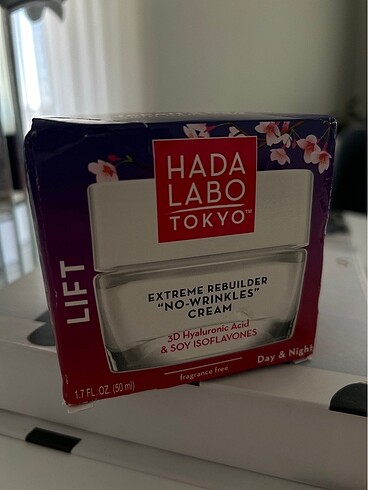 HADA
LABO
TOKYO™
LIFT
EXTREME REBUILDER
"NO-WRINKLES"
CREAM
3D Hyaluronic Acid
& SOY ISOFLAVONES
Day & Night
fragrance free
1.7 FL. OZ. (50 ml)